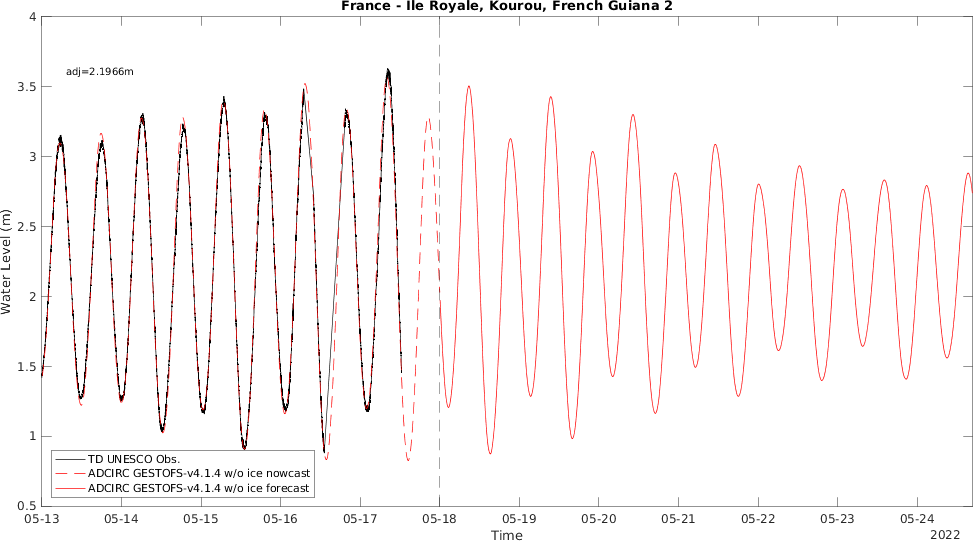 France - Ile Royale, Kourou, French Guiana 2
adj=2.1966m
Water Level (m)
4
3.5
3
2.5
2
1.5
1
0.5
TD UNESCO Obs.
ADCIRC GESTOFS-v4.1.4 w/o ice nowcast
ADCIRC GESTOFS-v4.1.4 w/o ice forecast
05-13 05-14 05-15 05-16 05-17 05-18 05-19 05-20 05-21 05-22 05-23 05-24
Time
2022